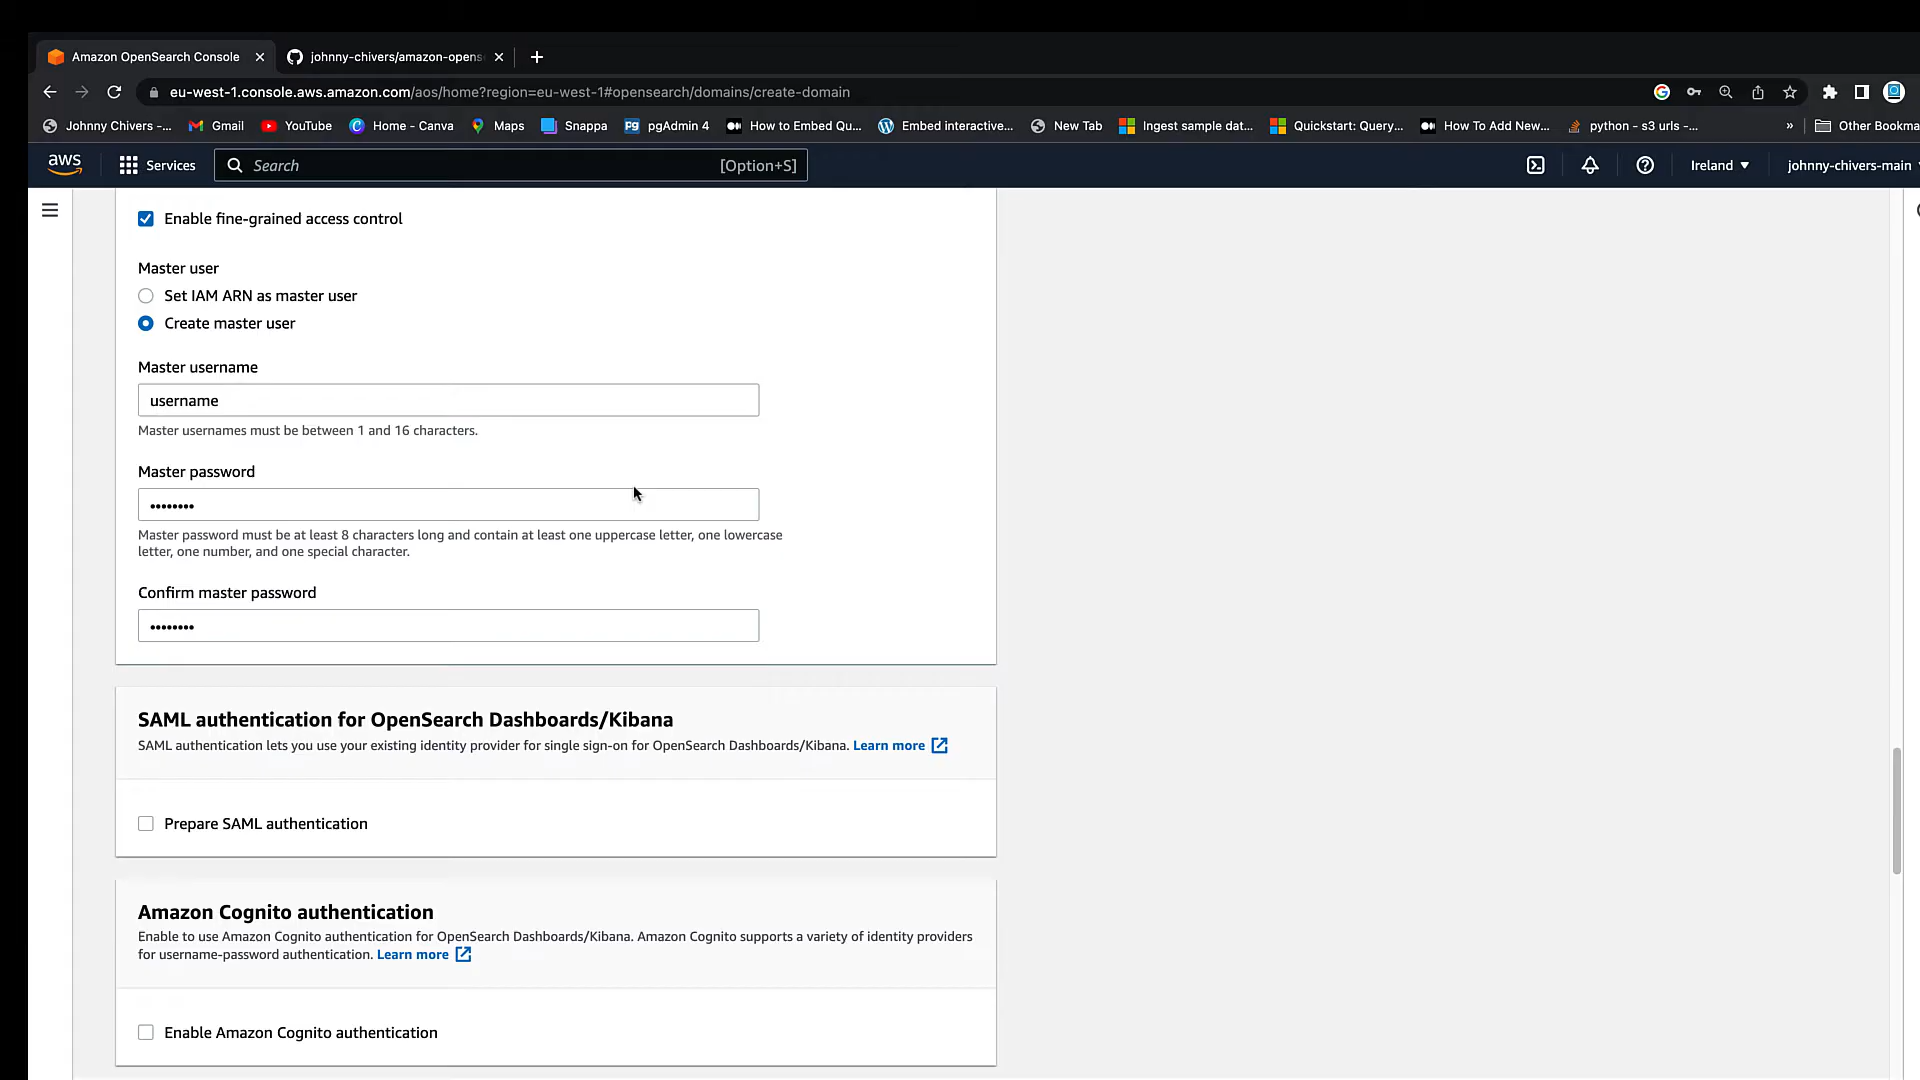 Amazon OpenSearch Console
johnny-chivers/amazon-opens
eu-west-1.console.aws.amazon.com/aos/home?region=eu-west-1#opensearch/domains/create-domain
Johnny Chivers -...
Gmail
YouTube
Home - Canva
Maps
Snappa
pgAdmin 4
How to Embed Qu...
Embed interactive...
New Tab
Ingest sample dat...
Quickstart: Query...
How To Add New...
python - s3 urls -...
»
Other Bookma
aws
Services
Search
[Option+S]
Ireland
johnny-chivers-main
Enable fine-grained access control
Master user
Set IAM ARN as master user
Create master user
Master username
username
Master usernames must be between 1 and 16 characters.
Master password
••••••••
Master password must be at least 8 characters long and contain at least one uppercase letter, one lowercase
letter, one number, and one special character.
Confirm master password
••••••••
SAML authentication for OpenSearch Dashboards/Kibana
SAML authentication lets you use your existing identity provider for single sign-on for OpenSearch Dashboards/Kibana. Learn more
Prepare SAML authentication
Amazon Cognito authentication
Enable to use Amazon Cognito authentication for OpenSearch Dashboards/Kibana. Amazon Cognito supports a variety of identity providers
for username-password authentication. Learn more
Enable Amazon Cognito authentication